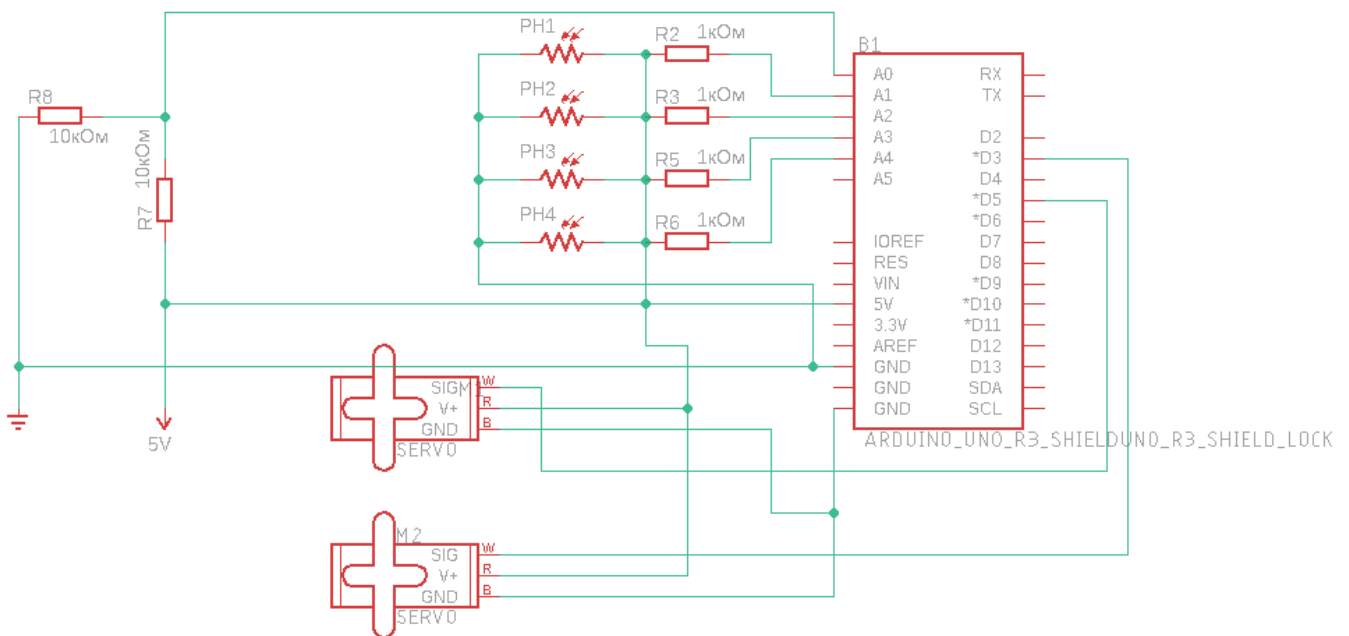 PH1
R2 1кОм
B1
A0 RX
A1 TX
PH2
R8
R3 1кОм
A2
D2
10кОм
PH3
R5 1кОм
A3 *D3
A4 D4
A5 *D5
10кОм
R7
PH4
R6 1кОм
*D6
IOREF D7
RES D8
VIN *D9
5V *D10
3.3V *D11
AREF D12
GND D13
GND SDA
GND SCL
ARDUINO_UNO_R3_SHIELDUNO_R3_SHIELD_LOCK
5V
M1
SIG W
V+ R
GND B
SERVO
M2
SIG W
V+ R
GND B
SERVO